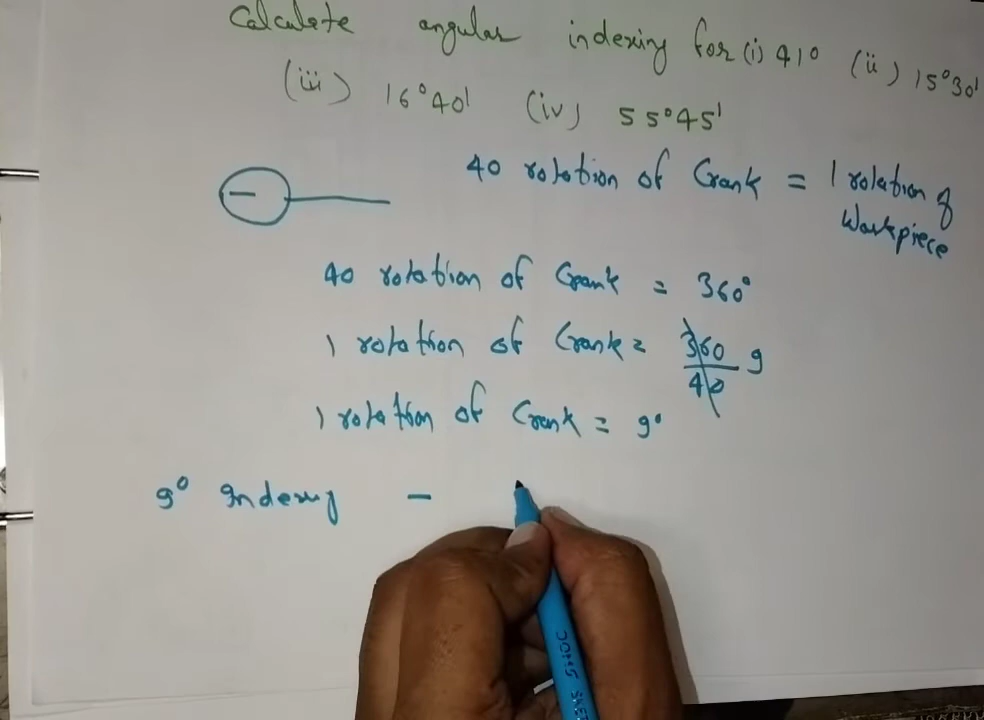 Calculate angular indexing for (i) 41° (ii) 15°30'
(iii) 16°40' (iv) 55°45'
40 rotation of Crank = 1 rotation of
Workpiece
40 rotation of Crank = 360°
1 rotation of Crank = 360/40 9
1 rotation of Crank = 9°
9° Indexing -